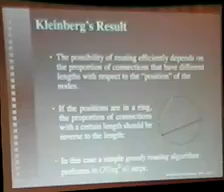 Kleinberg's Result
• The possibility of routing efficiently depends on
the proportion of connections that have different
lengths with respect to the "position" of the
nodes.
• If the positions are in a ring,
the proportion of connections
with a certain length should be
inverse to the length:
• In this case a simple greedy routing algorithm
performs in steps.